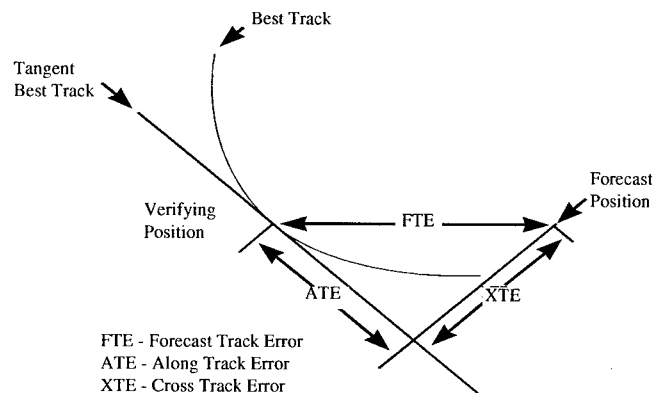 Best Track
Tangent
Best Track
Forecast
Position
Verifying
Position
FTE
ATE
XTE
FTE - Forecast Track Error
ATE - Along Track Error
XTE - Cross Track Error